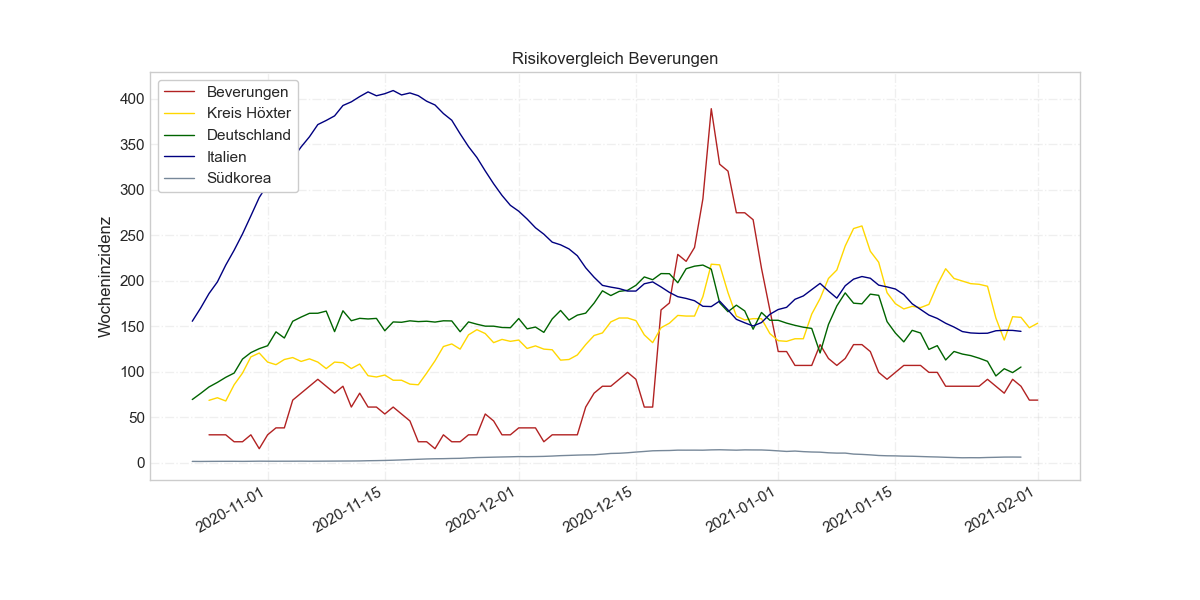 Risikovergleich Beverungen
Beverungen
Kreis Höxter
Deutschland
Italien
Südkorea
Wocheninzidenz
400
350
300
250
200
150
100
50
0
2020-11-01
2020-11-15
2020-12-01
2020-12-15
2021-01-01
2021-01-15
2021-02-01